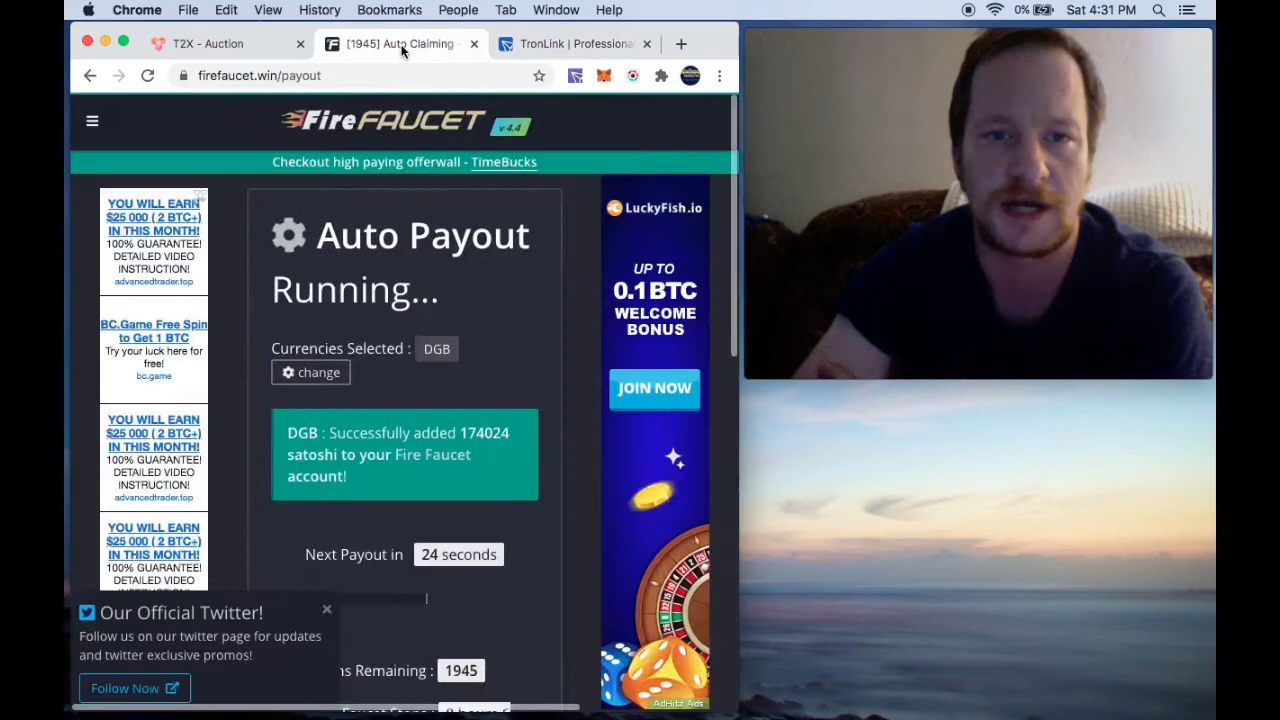 Chrome File Edit View History Bookmarks People Tab Window Help 0% Sat 4:31 PM
T2X - Auction
[1945] Auto Claiming
TronLink | Professiona
firefaucet.win/payout
Fire FAUCET v 4.4
Checkout high paying offerwall - TimeBucks
YOU WILL EARN
$25 000 ( 2 BTC+)
IN THIS MONTH!
100% GUARANTEE!
DETAILED VIDEO
INSTRUCTION!
advancedtrader.top
BC.Game Free Spin
to Get 1 BTC
Try your luck here for
free!
bc.game
YOU WILL EARN
$25 000 ( 2 BTC+)
IN THIS MONTH!
100% GUARANTEE!
DETAILED VIDEO
INSTRUCTION!
advancedtrader.top
YOU WILL EARN
$25 000 ( 2 BTC+)
IN THIS MONTH!
100% GUARANTEE!
DETAILED VIDEO
Auto Payout
Running...
Currencies Selected : DGB
change
DGB : Successfully added 174024
satoshi to your Fire Faucet
account!
Next Payout in 24 seconds
ns Remaining : 1945
LuckyFish.io
UP TO
0.1 BTC
WELCOME
BONUS
JOIN NOW
AdHitz Ads
Our Official Twitter!
Follow us on our twitter page for updates
and twitter exclusive promos!
Follow Now